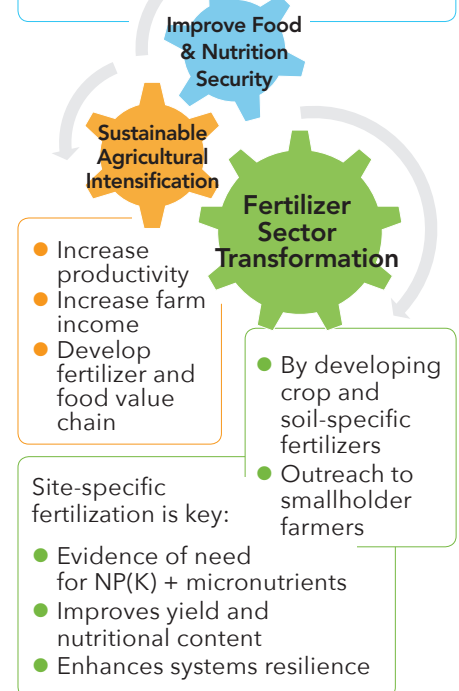 Improve Food
& Nutrition
Security
Sustainable
Agricultural
Intensification
Fertilizer
Sector
Transformation
● Increase
productivity
● Increase farm
income
● Develop
fertilizer and
food value
chain
● By developing
crop and
soil-specific
fertilizers
● Outreach to
smallholder
farmers
Site-specific
fertilization is key:
● Evidence of need
for NP(K) + micronutrients
● Improves yield and
nutritional content
● Enhances systems resilience